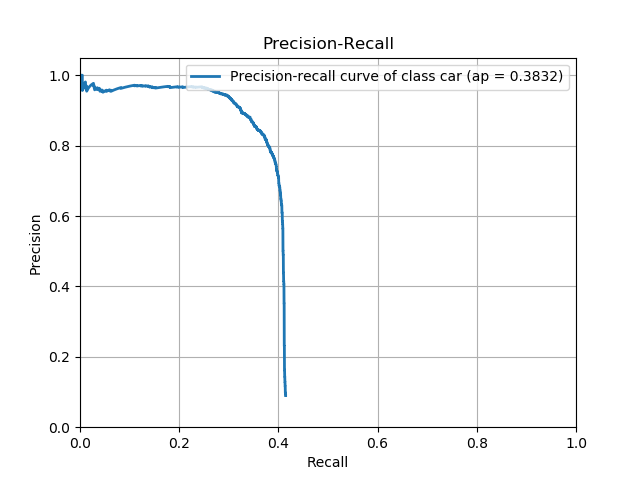 Precision-Recall
Precision-recall curve of class car (ap = 0.3832)
1.0
0.8
0.6
0.4
0.2
0.0
Precision
0.0 0.2 0.4 0.6 0.8 1.0
Recall